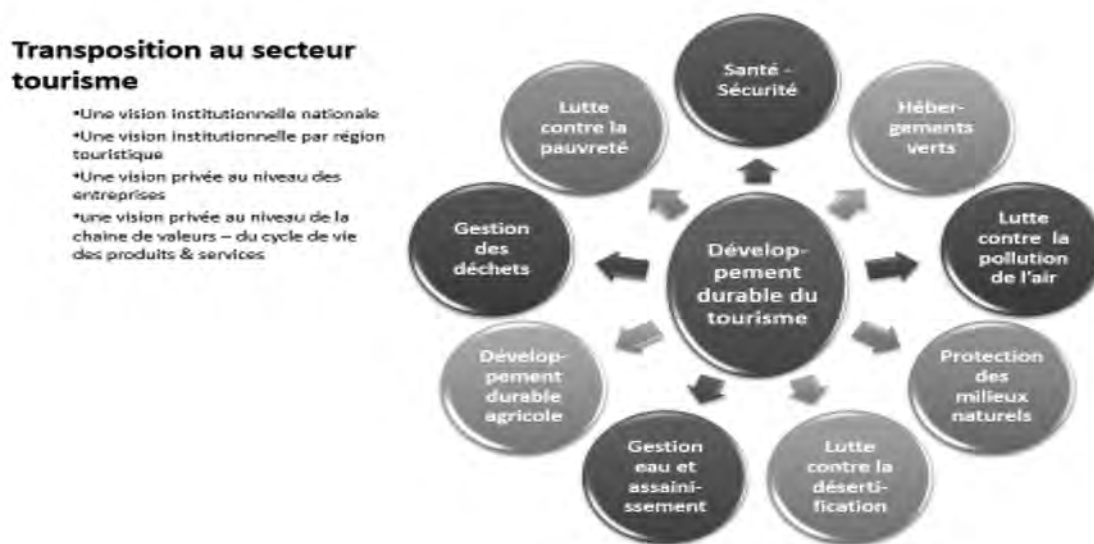 Transposition au secteur
tourisme
•Une vision institutionnelle nationale
•Une vision institutionnelle par région
touristique
•Une vision privée au niveau des
entreprises
•une vision privée au niveau de la
chaine de valeurs – du cycle de vie
des produits & services
Santé -
Sécurité
Héber-
gements
verts
Lutte
contre la
pollution
de l'air
Protection
des
milieux
naturels
Lutte
contre la
déserti-
fication
Gestion
eau et
assaini-
ssement
Dévelop-
pement
durable
agricole
Gestion
des
déchets
Lutte
contre la
pauvreté
Dévelop-
pement
durable du
tourisme